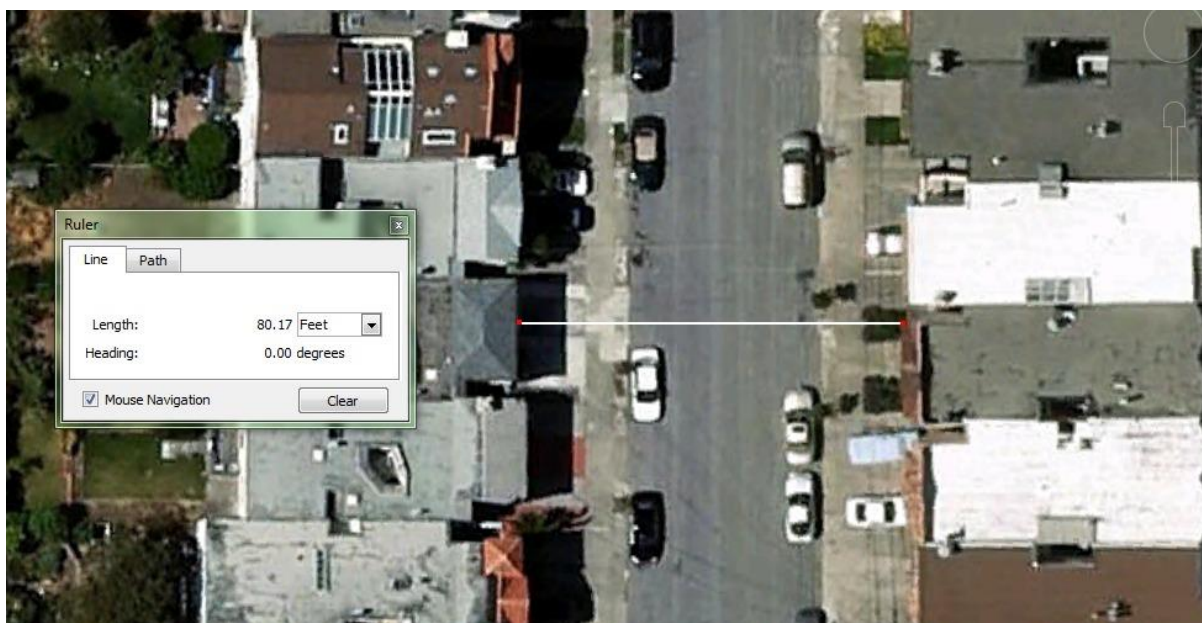 Ruler
Line Path
Length: 80.17 Feet
Heading: 0.00 degrees
Mouse Navigation Clear